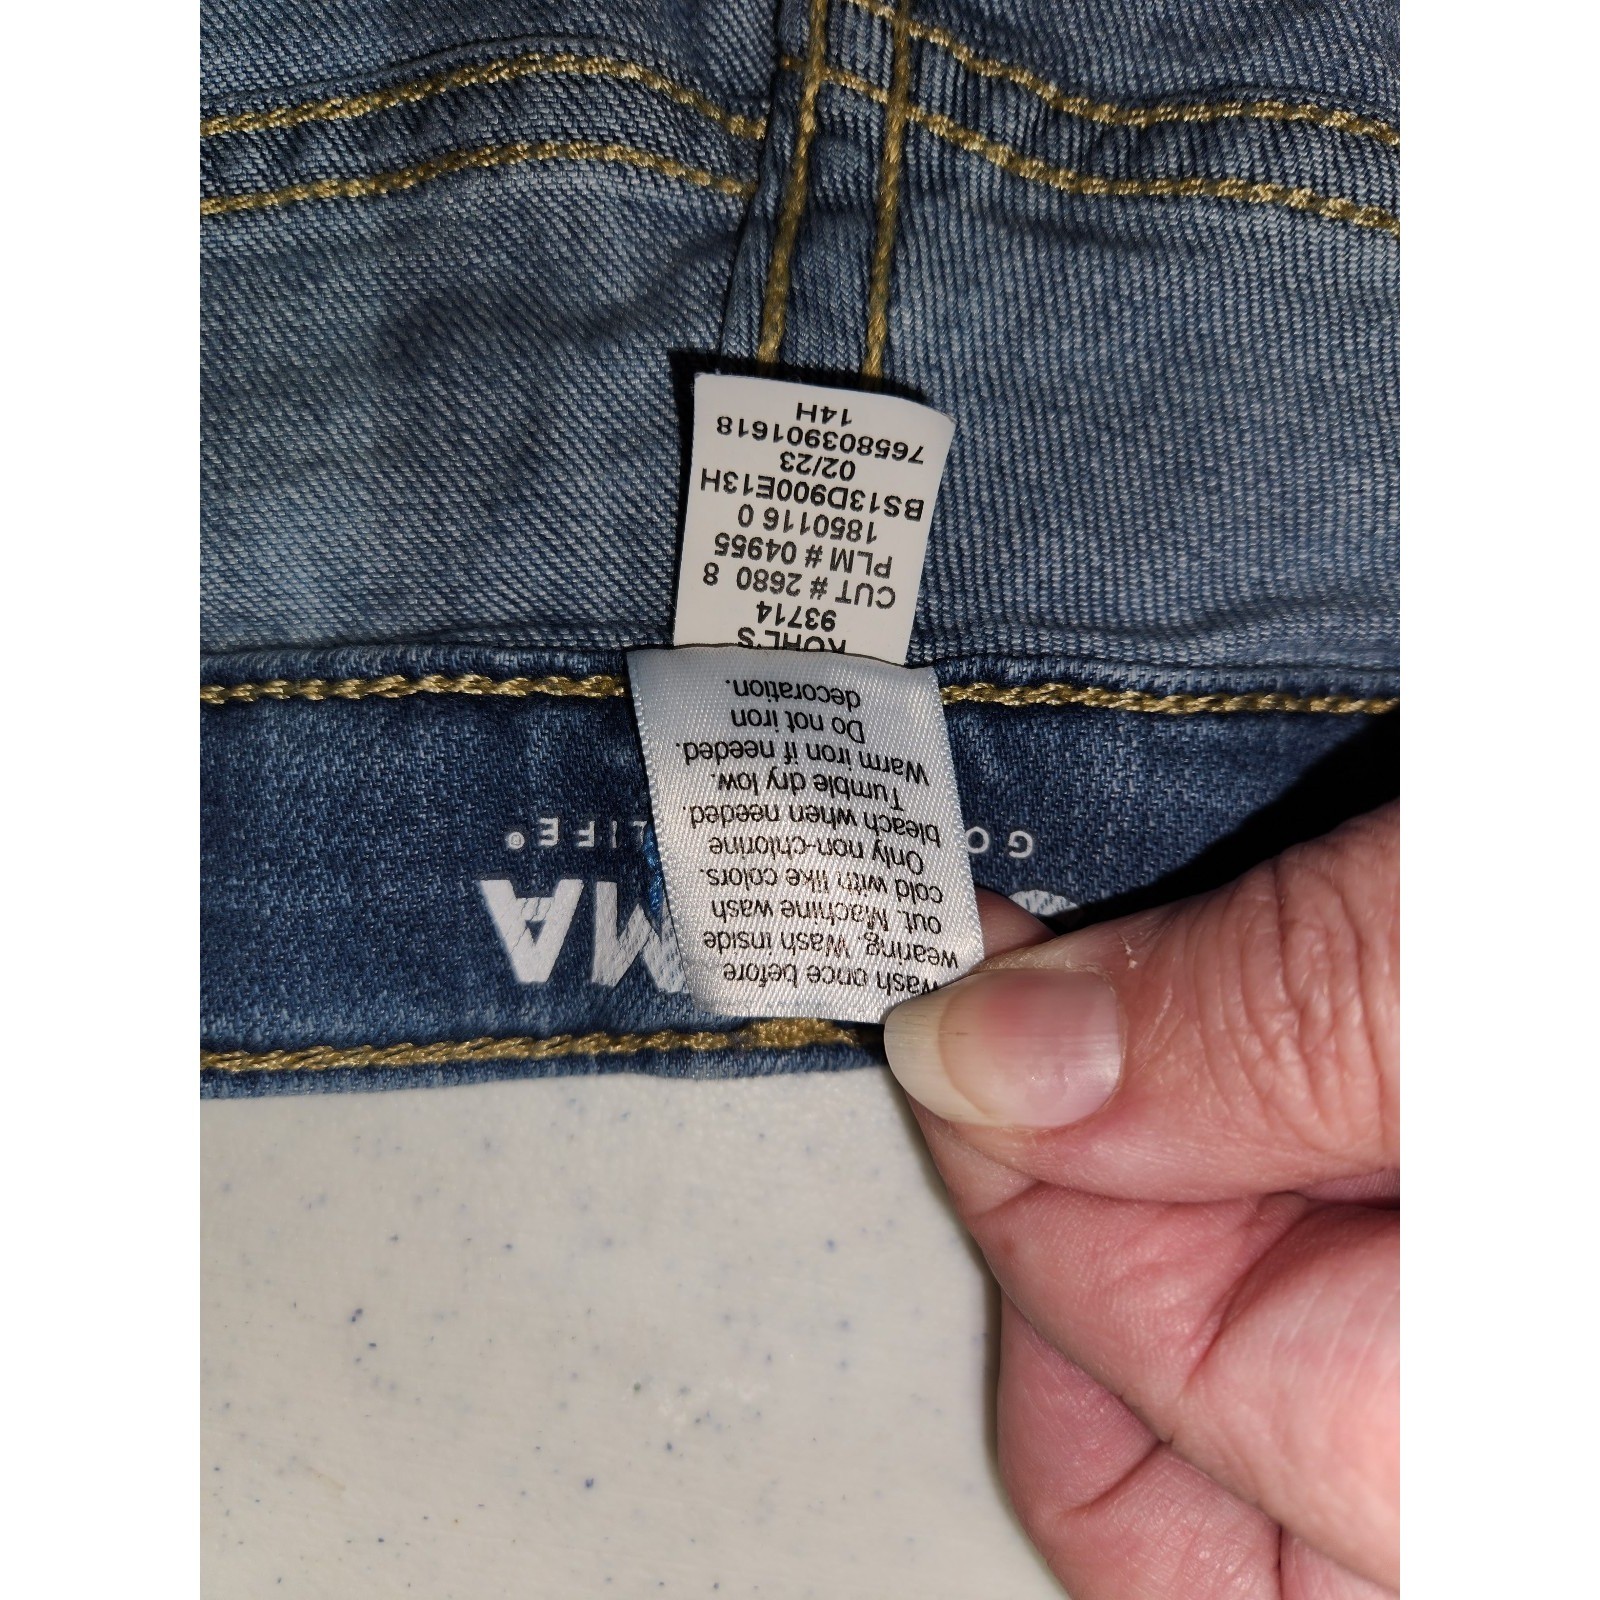 wash once before
wearing. Wash inside
out. Machine wash
cold with like colors.
Only non-chlorine
bleach when needed.
Tumble dry low.
Warm iron if needed.
Do not iron
decoration.
KOHL'S
93714
CUT # 2680 8
PLM # 04955
1850116 0
BS13D900E13H
02/23
765803901618
14H
MA
GO LIFE®